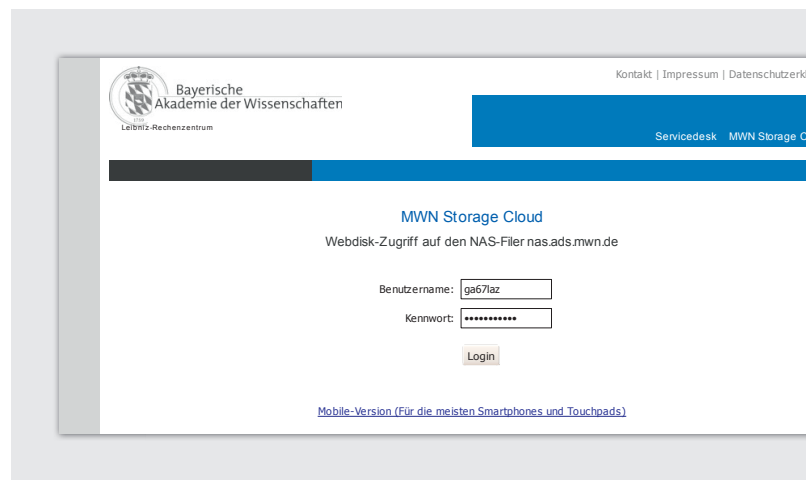 Kontakt | Impressum | Datenschutzerkl
Bayerische
Akademie der Wissenschaften
Leibniz-Rechenzentrum
Servicedesk MWN Storage C
MWN Storage Cloud
Webdisk-Zugriff auf den NAS-Filer nas.ads.mwn.de
Benutzername: ga67laz
Kennwort: •••••••••••
Login
Mobile-Version (Für die meisten Smartphones und Touchpads)